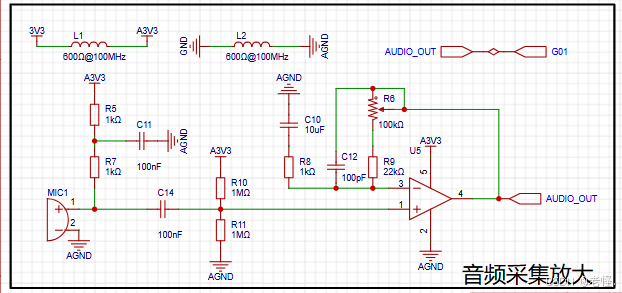 3V3
L1
A3V3
600Ω@100MHz
GND
L2
AGND
600Ω@100MHz
AUDIO_OUT
G01
A3V3
R5
1kΩ
C11
100nF
AGND
R7
1kΩ
MIC1
1
2
AGND
C14
100nF
A3V3
R10
1MΩ
R11
1MΩ
AGND
AGND
C10
10uF
R8
1kΩ
C12
100pF
R6
100kΩ
R9
22kΩ
U5
A3V3
5
3
4
1
2
AGND
AUDIO_OUT
音频采集放大